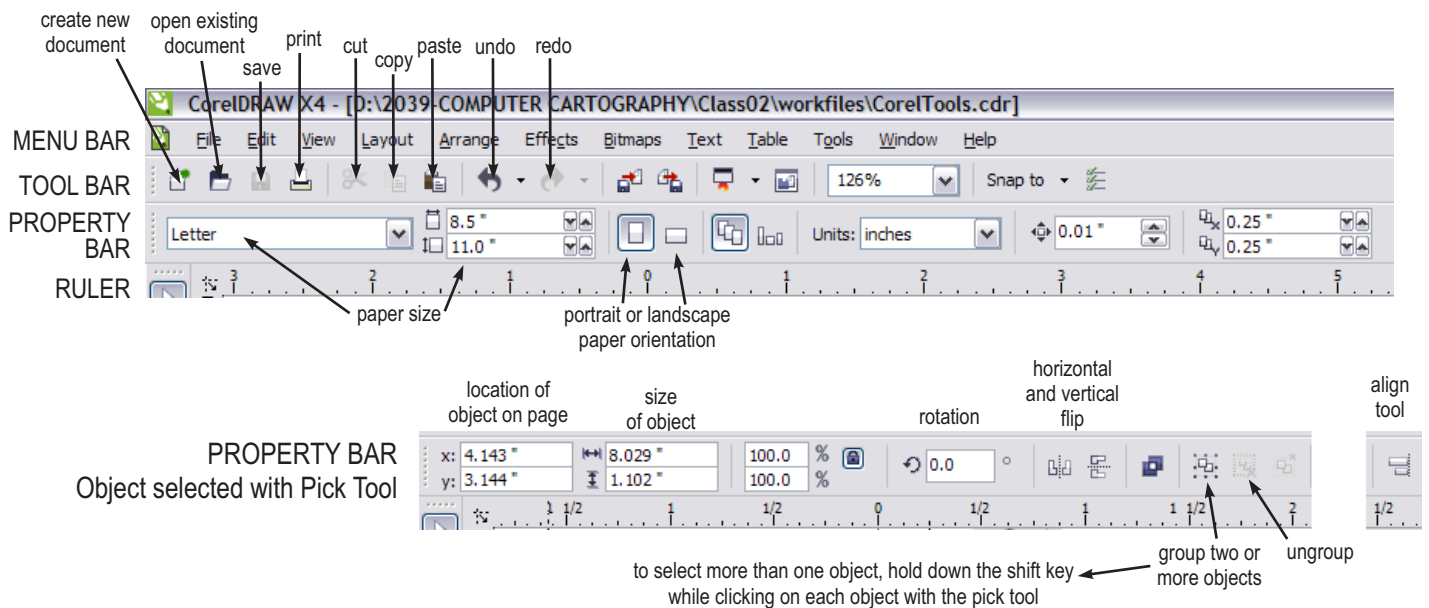 create new
document
open existing
document
save
print
cut
copy
paste
undo
redo
CorelDRAW X4 - [D:\2039-COMPUTER CARTOGRAPHY\Class02\workfiles\CorelTools.cdr]
MENU BAR
File Edit View Layout Arrange Effects Bitmaps Text Table Tools Window Help
TOOL BAR
126% Snap to
PROPERTY
BAR
Letter
8.5 "
11.0 "
Units: inches
0.01 "
x 0.25 "
y 0.25 "
RULER
3 2 1 0 1 2 3 4 5
paper size
portrait or landscape
paper orientation
location of
object on page
size
of object
rotation
horizontal
and vertical
flip
align
tool
PROPERTY BAR
Object selected with Pick Tool
x: 4.143 " 8.029 " 100.0 %
y: 3.144 " 1.102 " 100.0 %
0.0 °
1 1/2 1 1/2 0 1/2 1 1 1/2 2
1/2
group two or
more objects
ungroup
to select more than one object, hold down the shift key
while clicking on each object with the pick tool